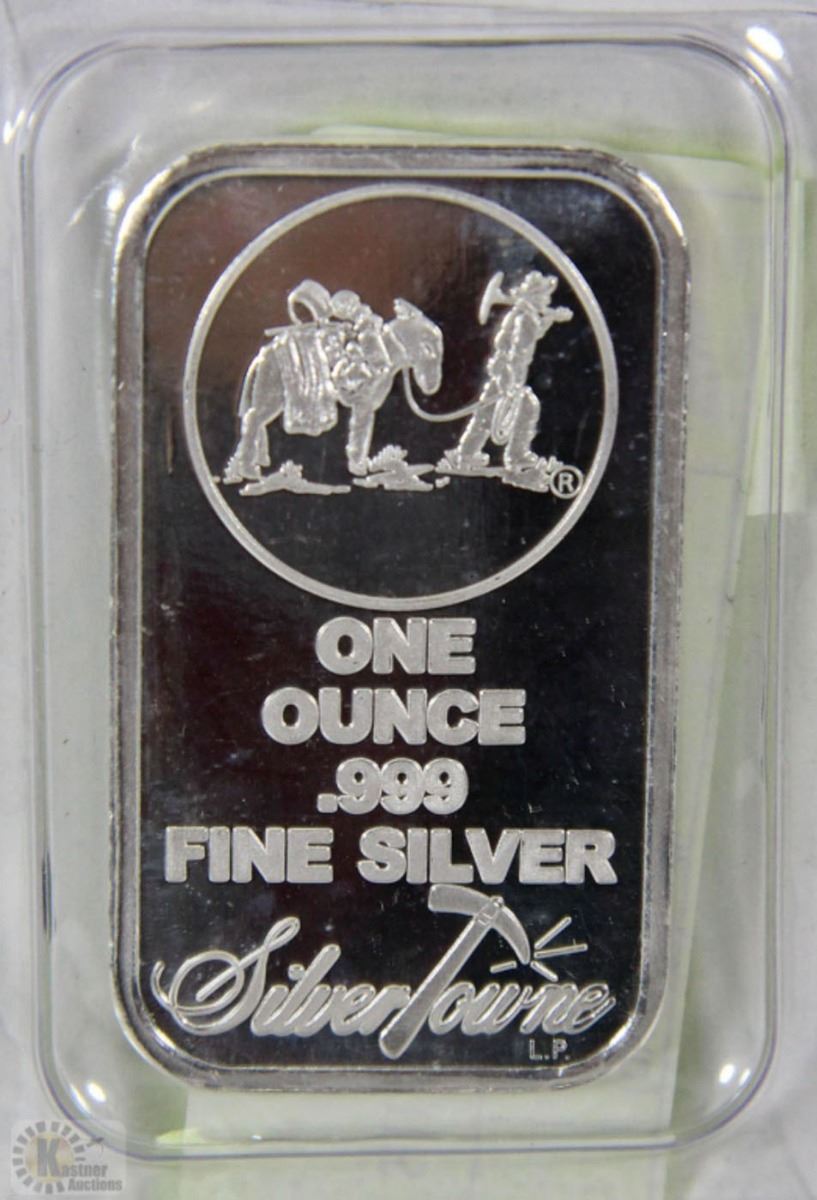 ®
ONE
OUNCE
.999
FINE SILVER
SilverTowne
L.P.
Kastner
Auctions